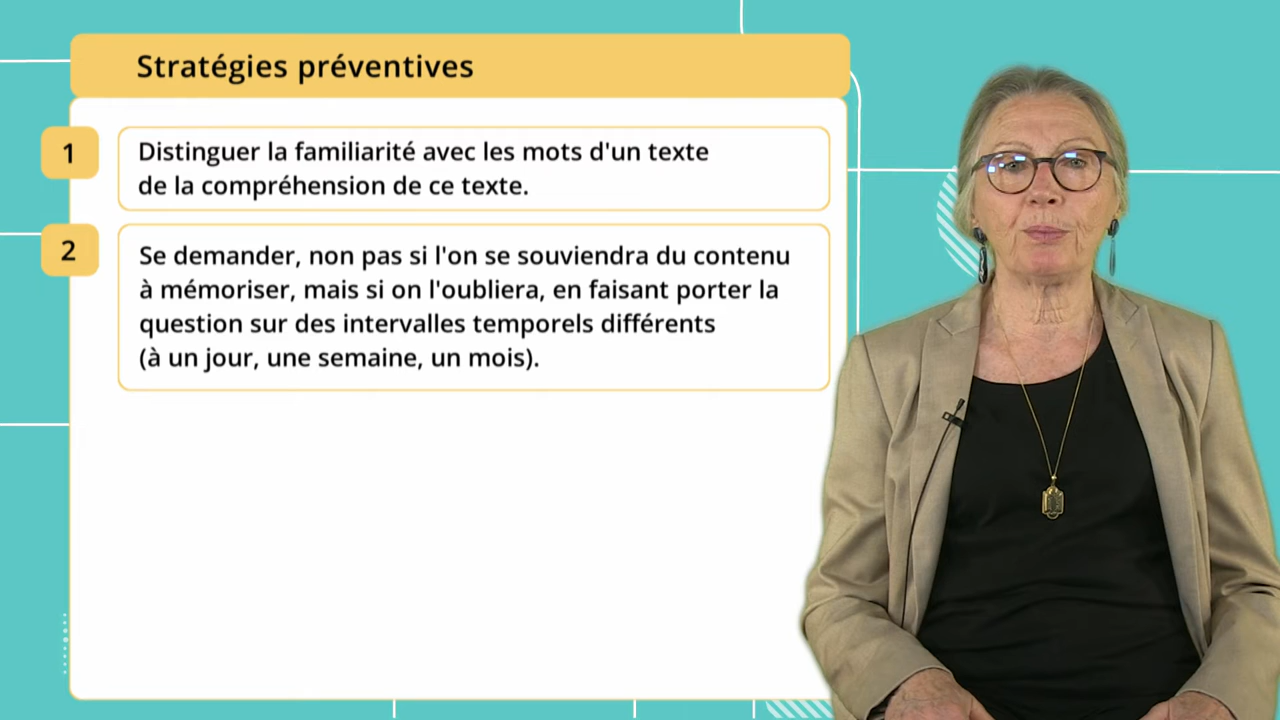 Stratégies préventives
1
Distinguer la familiarité avec les mots d'un texte
de la compréhension de ce texte.
2
Se demander, non pas si l'on se souviendra du contenu
à mémoriser, mais si on l'oubliera, en faisant porter la
question sur des intervalles temporels différents
(à un jour, une semaine, un mois).